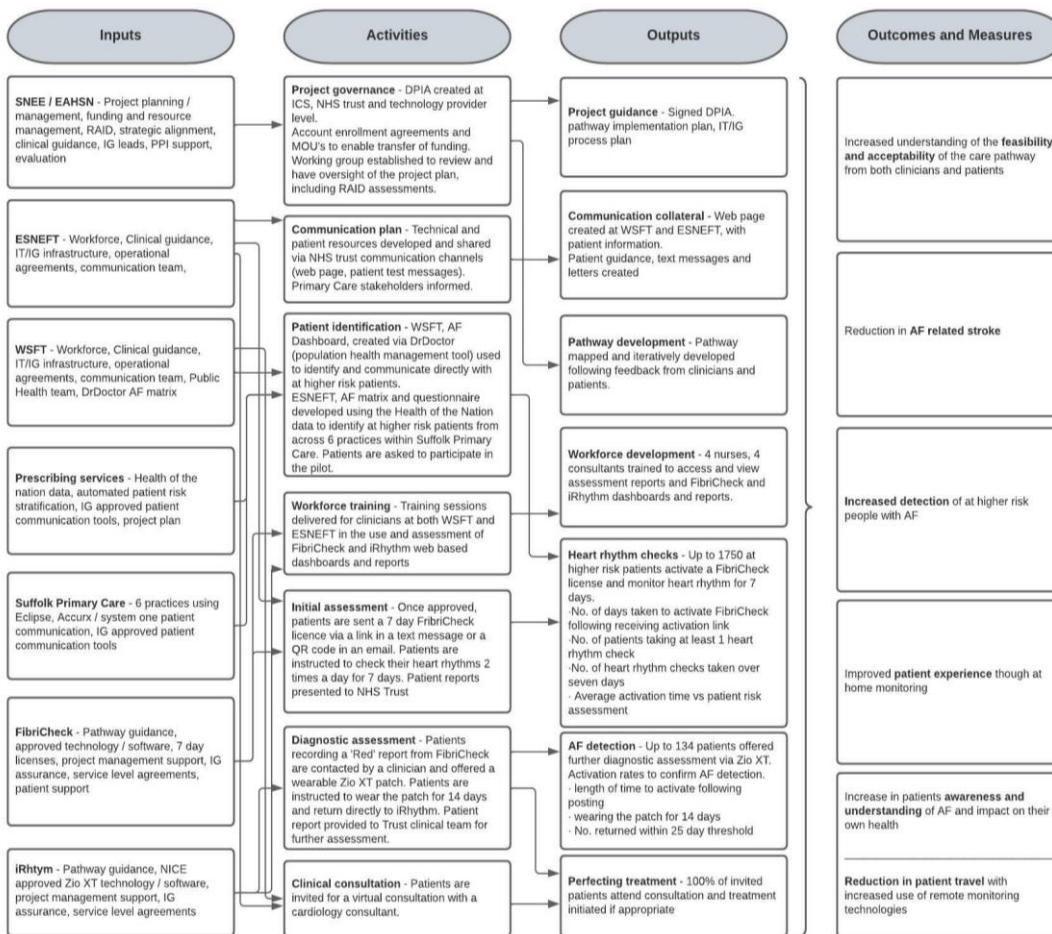 Inputs
Activities
Outputs
Outcomes and Measures
SNEE / EAHSN - Project planning /
management, funding and resource
management, RAID, strategic alignment,
clinical guidance, IG leads, PPI support,
evaluation
ESNEFT - Workforce, Clinical guidance,
IT/IG infrastructure, operational
agreements, communication team,
WSFT - Workforce, Clinical guidance,
IT/IG infrastructure, operational
agreements, communication team, Public
Health team, DrDoctor AF matrix
Prescribing services - Health of the
nation data, automated patient risk
stratification, IG approved patient
communication tools, project plan
Suffolk Primary Care - 6 practices using
Eclipse, Accurx / system one patient
communication, IG approved patient
communication tools
FibriCheck - Pathway guidance,
approved technology / software, 7 day
licenses, project management support, IG
assurance, service level agreements,
patient support
iRhtym - Pathway guidance, NICE
approved Zio XT technology / software,
project management support, IG
assurance, service level agreements
Project governance - DPIA created at
ICS, NHS trust and technology provider
level.
Account enrollment agreements and
MOU's to enable transfer of funding.
Working group established to review and
have oversight of the project plan,
including RAID assessments.
Communication plan - Technical and
patient resources developed and shared
via NHS trust communication channels
(web page, patient test messages).
Primary Care stakeholders informed.
Patient identification - WSFT, AF
Dashboard, created via DrDoctor
(population health management tool) used
to identify and communicate directly with
at higher risk patients.
ESNEFT, AF matrix and questionnaire
developed using the Health of the Nation
data to identify at higher risk patients from
across 6 practices within Suffolk Primary
Care. Patients are asked to participate in
the pilot.
Workforce training - Training sessions
delivered for clinicians at both WSFT and
ESNEFT in the use and assessment of
FibriCheck and iRhythm web based
dashboards and reports
Initial assessment - Once approved,
patients are sent a 7 day FribriCheck
licence via a link in a text message or a
QR code in an email. Patients are
instructed to check their heart rhythms 2
times a day for 7 days. Patient reports
presented to NHS Trust
Diagnostic assessment - Patients
recording a 'Red' report from FibriCheck
are contacted by a clinician and offered a
wearable Zio XT patch. Patients are
instructed to wear the patch for 14 days
and return directly to iRhythm. Patient
report provided to Trust clinical team for
further assessment.
Clinical consultation - Patients are
invited for a virtual consultation with a
cardiology consultant.
Project guidance - Signed DPIA.
pathway implementation plan, IT/IG
process plan
Communication collateral - Web page
created at WSFT and ESNEFT, with
patient information.
Patient guidance, text messages and
letters created
Pathway development - Pathway
mapped and iteratively developed
following feedback from clinicians and
patients.
Workforce development - 4 nurses, 4
consultants trained to access and view
assessment reports and FibriCheck and
iRhythm dashboards and reports.
Heart rhythm checks - Up to 1750 at
higher risk patients activate a FibriCheck
license and monitor heart rhythm for 7
days.
·No. of days taken to activate FibriCheck
following receiving activation link
·No. of patients taking at least 1 heart
rhythm check
·No. of heart rhythm checks taken over
seven days
· Average activation time vs patient risk
assessment
AF detection - Up to 134 patients offered
further diagnostic assessment via Zio XT.
Activation rates to confirm AF detection.
· length of time to activate following
posting
· wearing the patch for 14 days
· No. returned within 25 day threshold
Perfecting treatment - 100% of invited
patients attend consultation and treatment
initiated if appropriate
Increased understanding of the feasibility
and acceptability of the care pathway
from both clinicians and patients
Reduction in AF related stroke
Increased detection of at higher risk
people with AF
Improved patient experience though at
home monitoring
Increase in patients awareness and
understanding of AF and impact on their
own health
Reduction in patient travel with
increased use of remote monitoring
technologies